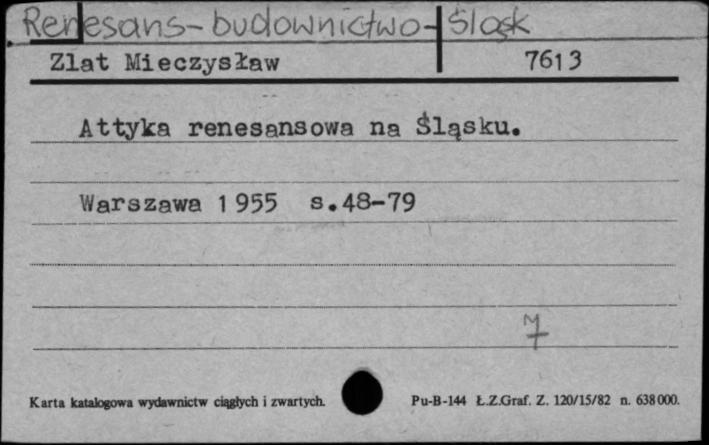 Renesans-budownictwo-Śląsk
Zlat Mieczysław 7613
Attyka renesansowa na Śląsku.
Warszawa 1955 s.48-79
M
7
Karta katalogowa wydawnictw ciągłych i zwartych. Pu-B-144 Ł.Z.Graf. Z. 120/15/82 n. 638000.